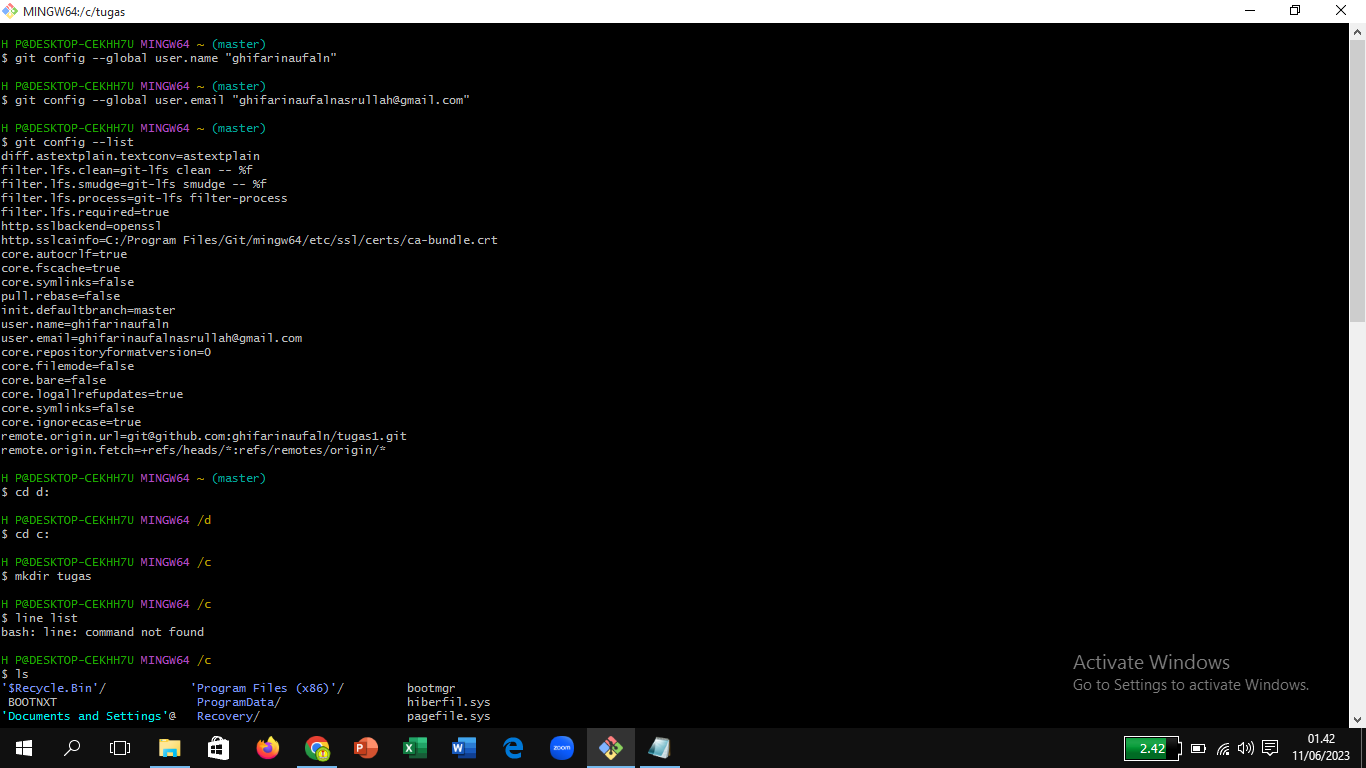 MINGW64:/c/tugas
H P@DESKTOP-CEKHH7U MINGW64 ~ (master)
$ git config --global user.name "ghifarinaufaln"
H P@DESKTOP-CEKHH7U MINGW64 ~ (master)
$ git config --global user.email "ghifarinaufalnasrullah@gmail.com"
H P@DESKTOP-CEKHH7U MINGW64 ~ (master)
$ git config --list
diff.astextplain.textconv=astextplain
filter.lfs.clean=git-lfs clean -- %f
filter.lfs.smudge=git-lfs smudge -- %f
filter.lfs.process=git-lfs filter-process
filter.lfs.required=true
http.sslbackend=openssl
http.sslcainfo=C:/Program Files/Git/mingw64/etc/ssl/certs/ca-bundle.crt
core.autocrlf=true
core.fscache=true
core.symlinks=false
pull.rebase=false
init.defaultbranch=master
user.name=ghifarinaufaln
user.email=ghifarinaufalnasrullah@gmail.com
core.repositoryformatversion=0
core.filemode=false
core.bare=false
core.logallrefupdates=true
core.symlinks=false
core.ignorecase=true
remote.origin.url=git@github.com:ghifarinaufaln/tugas1.git
remote.origin.fetch=+refs/heads/*:refs/remotes/origin/*
H P@DESKTOP-CEKHH7U MINGW64 ~ (master)
$ cd d:
H P@DESKTOP-CEKHH7U MINGW64 /d
$ cd c:
H P@DESKTOP-CEKHH7U MINGW64 /c
$ mkdir tugas
H P@DESKTOP-CEKHH7U MINGW64 /c
$ line list
bash: line: command not found
H P@DESKTOP-CEKHH7U MINGW64 /c
$ ls
'$Recycle.Bin'/ 'Program Files (x86)'/ bootmgr
BOOTNXT ProgramData/ hiberfil.sys
'Documents and Settings'@ Recovery/ pagefile.sys
Activate Windows
Go to Settings to activate Windows.
zoom
2.42
01.42
11/06/2023